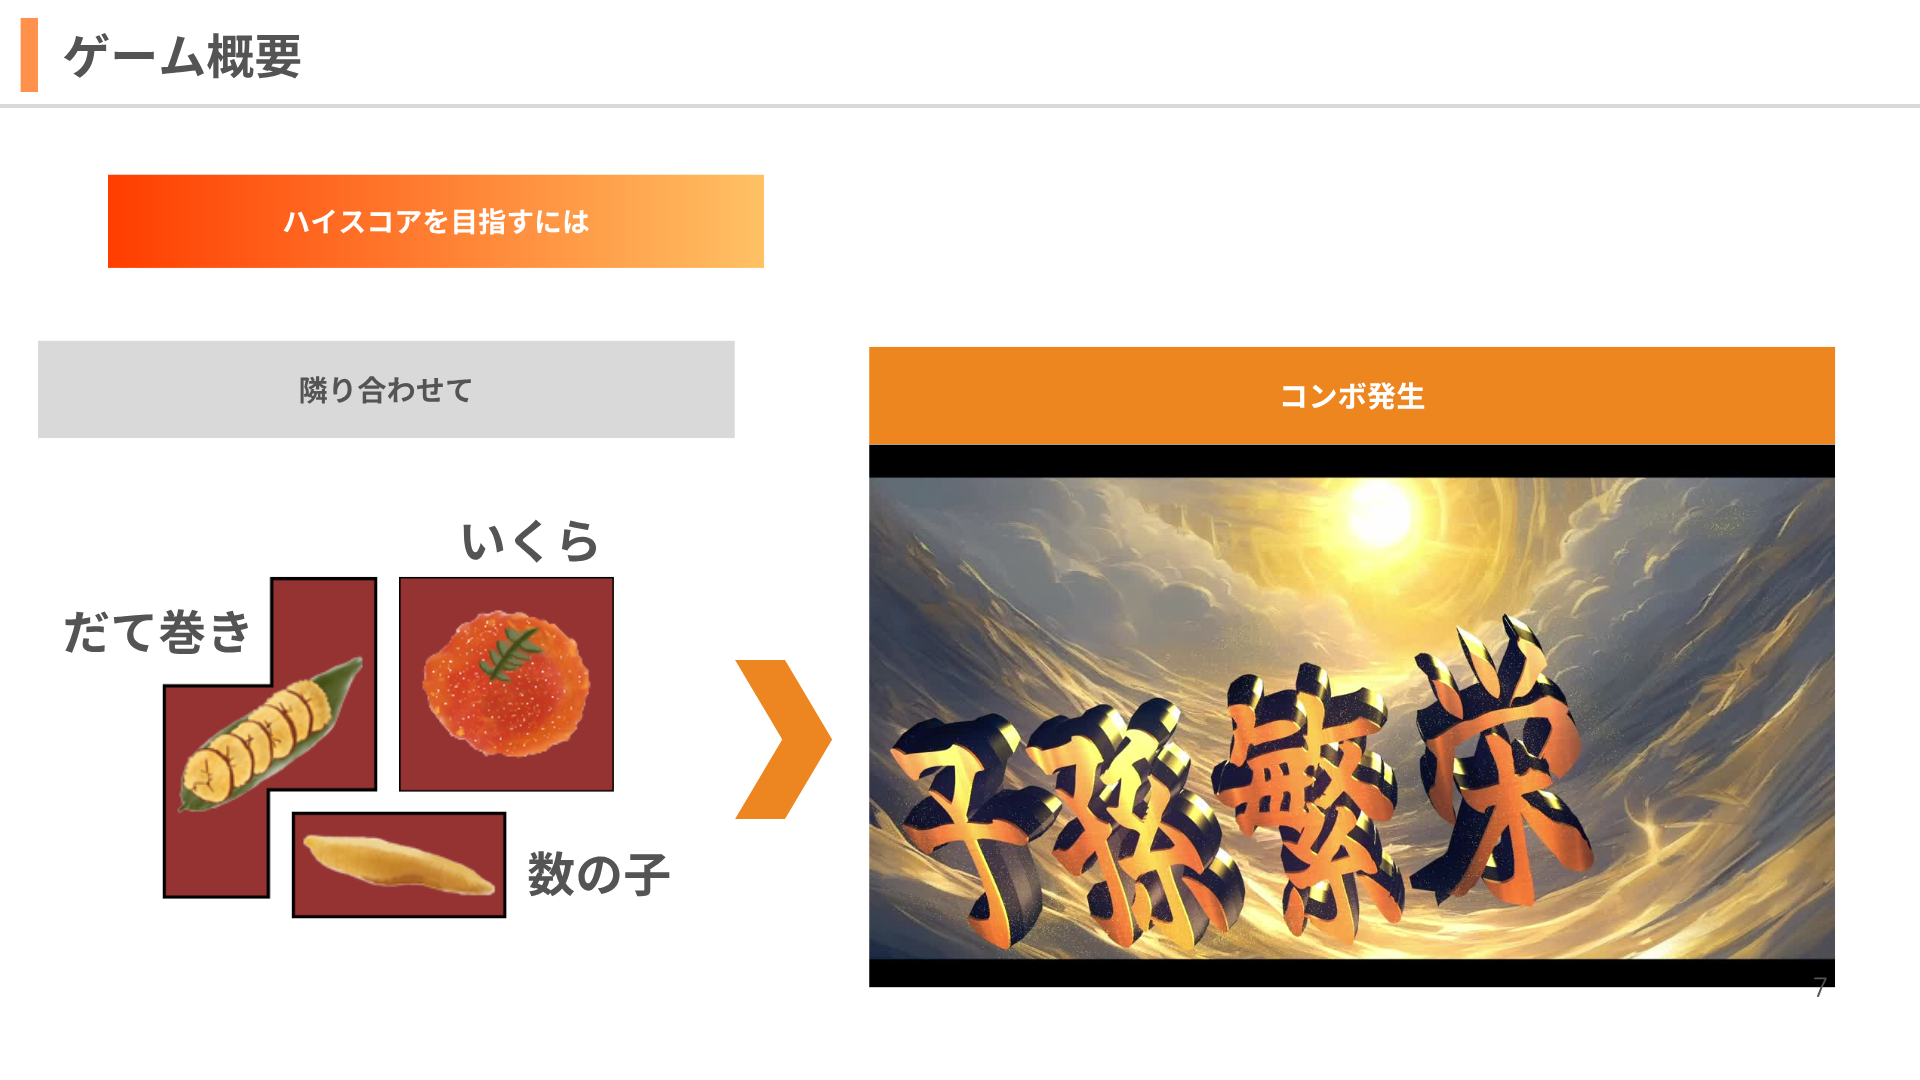 ゲーム概要
ハイスコアを目指すには
隣り合わせて
コンボ発生
いくら
だて巻き
数の子
子孫繁栄
7